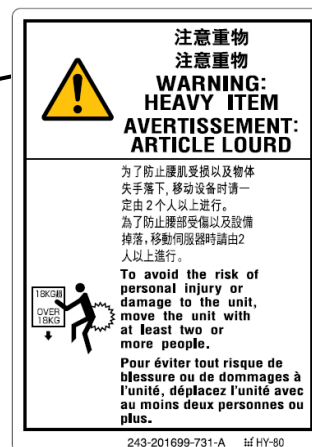 注意重物
注意重物
WARNING:
HEAVY ITEM
AVERTISSEMENT:
ARTICLE LOURD
为了防止腰肌受损以及物体
失手落下, 移动设备时请一
定由 2 个人以上进行。
為了防止腰部受傷以及設備
掉落，移動伺服器時請由2
人以上進行。
18KG超
OVER
18KG
To avoid the risk of
personal injury or
damage to the unit,
move the unit with
at least two or
more people.
Pour éviter tout risque de
blessure ou de dommages à
l'unité, déplacez l'unité avec
au moins deux personnes ou
plus.
243-201699-731-A
HY-80